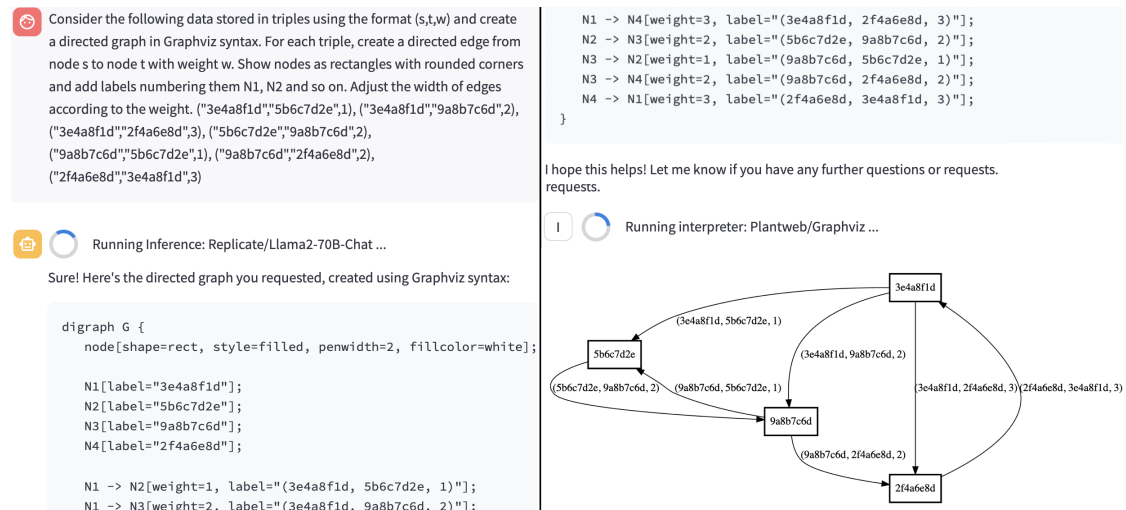 Consider the following data stored in triples using the format (s,t,w) and create
a directed graph in Graphviz syntax. For each triple, create a directed edge from
node s to node t with weight w. Show nodes as rectangles with rounded corners
and add labels numbering them N1, N2 and so on. Adjust the width of edges
according to the weight. ("3e4a8f1d","5b6c7d2e",1), ("3e4a8f1d","9a8b7c6d",2),
("3e4a8f1d","2f4a6e8d",3), ("5b6c7d2e","9a8b7c6d",2),
("9a8b7c6d","5b6c7d2e",1), ("9a8b7c6d","2f4a6e8d",2),
("2f4a6e8d","3e4a8f1d",3)
Running Inference: Replicate/Llama2-70B-Chat ...
Sure! Here's the directed graph you requested, created using Graphviz syntax:
digraph G {
node[shape=rect, style=filled, penwidth=2, fillcolor=white];
N1[label="3e4a8f1d"];
N2[label="5b6c7d2e"];
N3[label="9a8b7c6d"];
N4[label="2f4a6e8d"];
N1 -> N2[weight=1, label="(3e4a8f1d, 5b6c7d2e, 1)"];
N1 -> N3[weight=2, label="(3e4a8f1d, 9a8b7c6d, 2)"];
N1 -> N4[weight=3, label="(3e4a8f1d, 2f4a6e8d, 3)"];
N2 -> N3[weight=2, label="(5b6c7d2e, 9a8b7c6d, 2)"];
N3 -> N2[weight=1, label="(9a8b7c6d, 5b6c7d2e, 1)"];
N3 -> N4[weight=2, label="(9a8b7c6d, 2f4a6e8d, 2)"];
N4 -> N1[weight=3, label="(2f4a6e8d, 3e4a8f1d, 3)"];
}
I hope this helps! Let me know if you have any further questions or requests.
requests.
I
Running interpreter: Plantweb/Graphviz ...
3e4a8f1d
(3e4a8f1d, 5b6c7d2e, 1)
5b6c7d2e
(3e4a8f1d, 9a8b7c6d, 2)
(5b6c7d2e, 9a8b7c6d, 2)
(9a8b7c6d, 5b6c7d2e, 1)
(3e4a8f1d, 2f4a6e8d, 3)
(2f4a6e8d, 3e4a8f1d, 3)
9a8b7c6d
(9a8b7c6d, 2f4a6e8d, 2)
2f4a6e8d